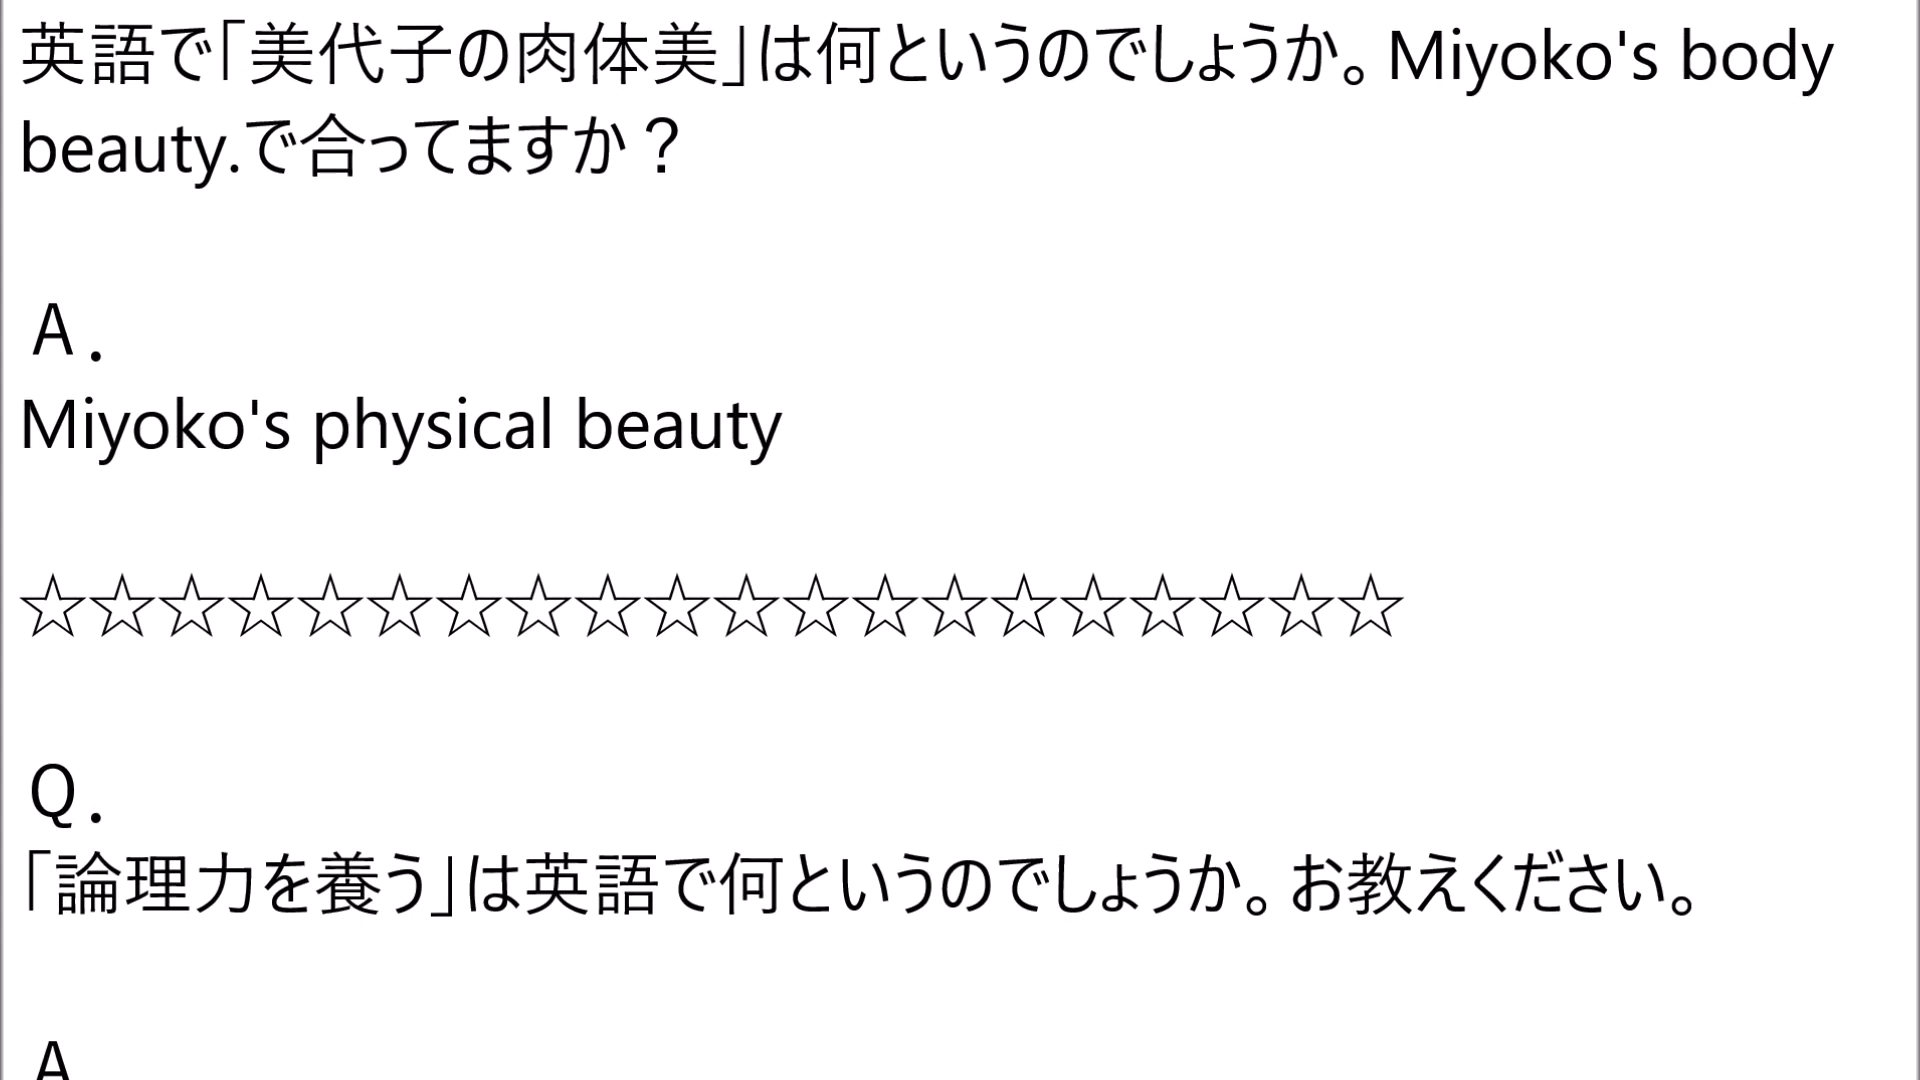 英語で「美代子の肉体美」は何というのでしょうか。Miyoko's body
beauty.で合ってますか？
Ａ.
Miyoko's physical beauty
☆☆☆☆☆☆☆☆☆☆☆☆☆☆☆☆☆☆☆☆
Ｑ.
「論理力を養う」は英語で何というのでしょうか。お教えください。
Ａ